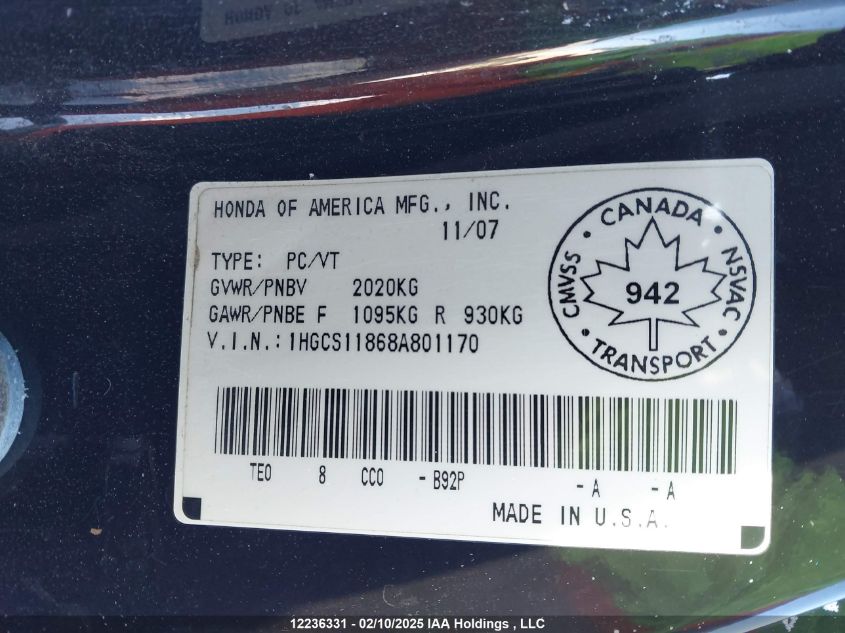 HONDA OF AMERICA MFG., INC.
11/07
TYPE: PC/VT
GVWR/PNBV 2020KG
GAWR/PNBE F 1095KG R 930KG
V.I.N.: 1HGCS11868A801170
CANADA
CMVSS
NSVAC
942
TRANSPORT
TE0 8 CC0 - B92P - A - A
MADE IN U.S.A.
12236331 - 02/10/2025 IAA Holdings , LLC